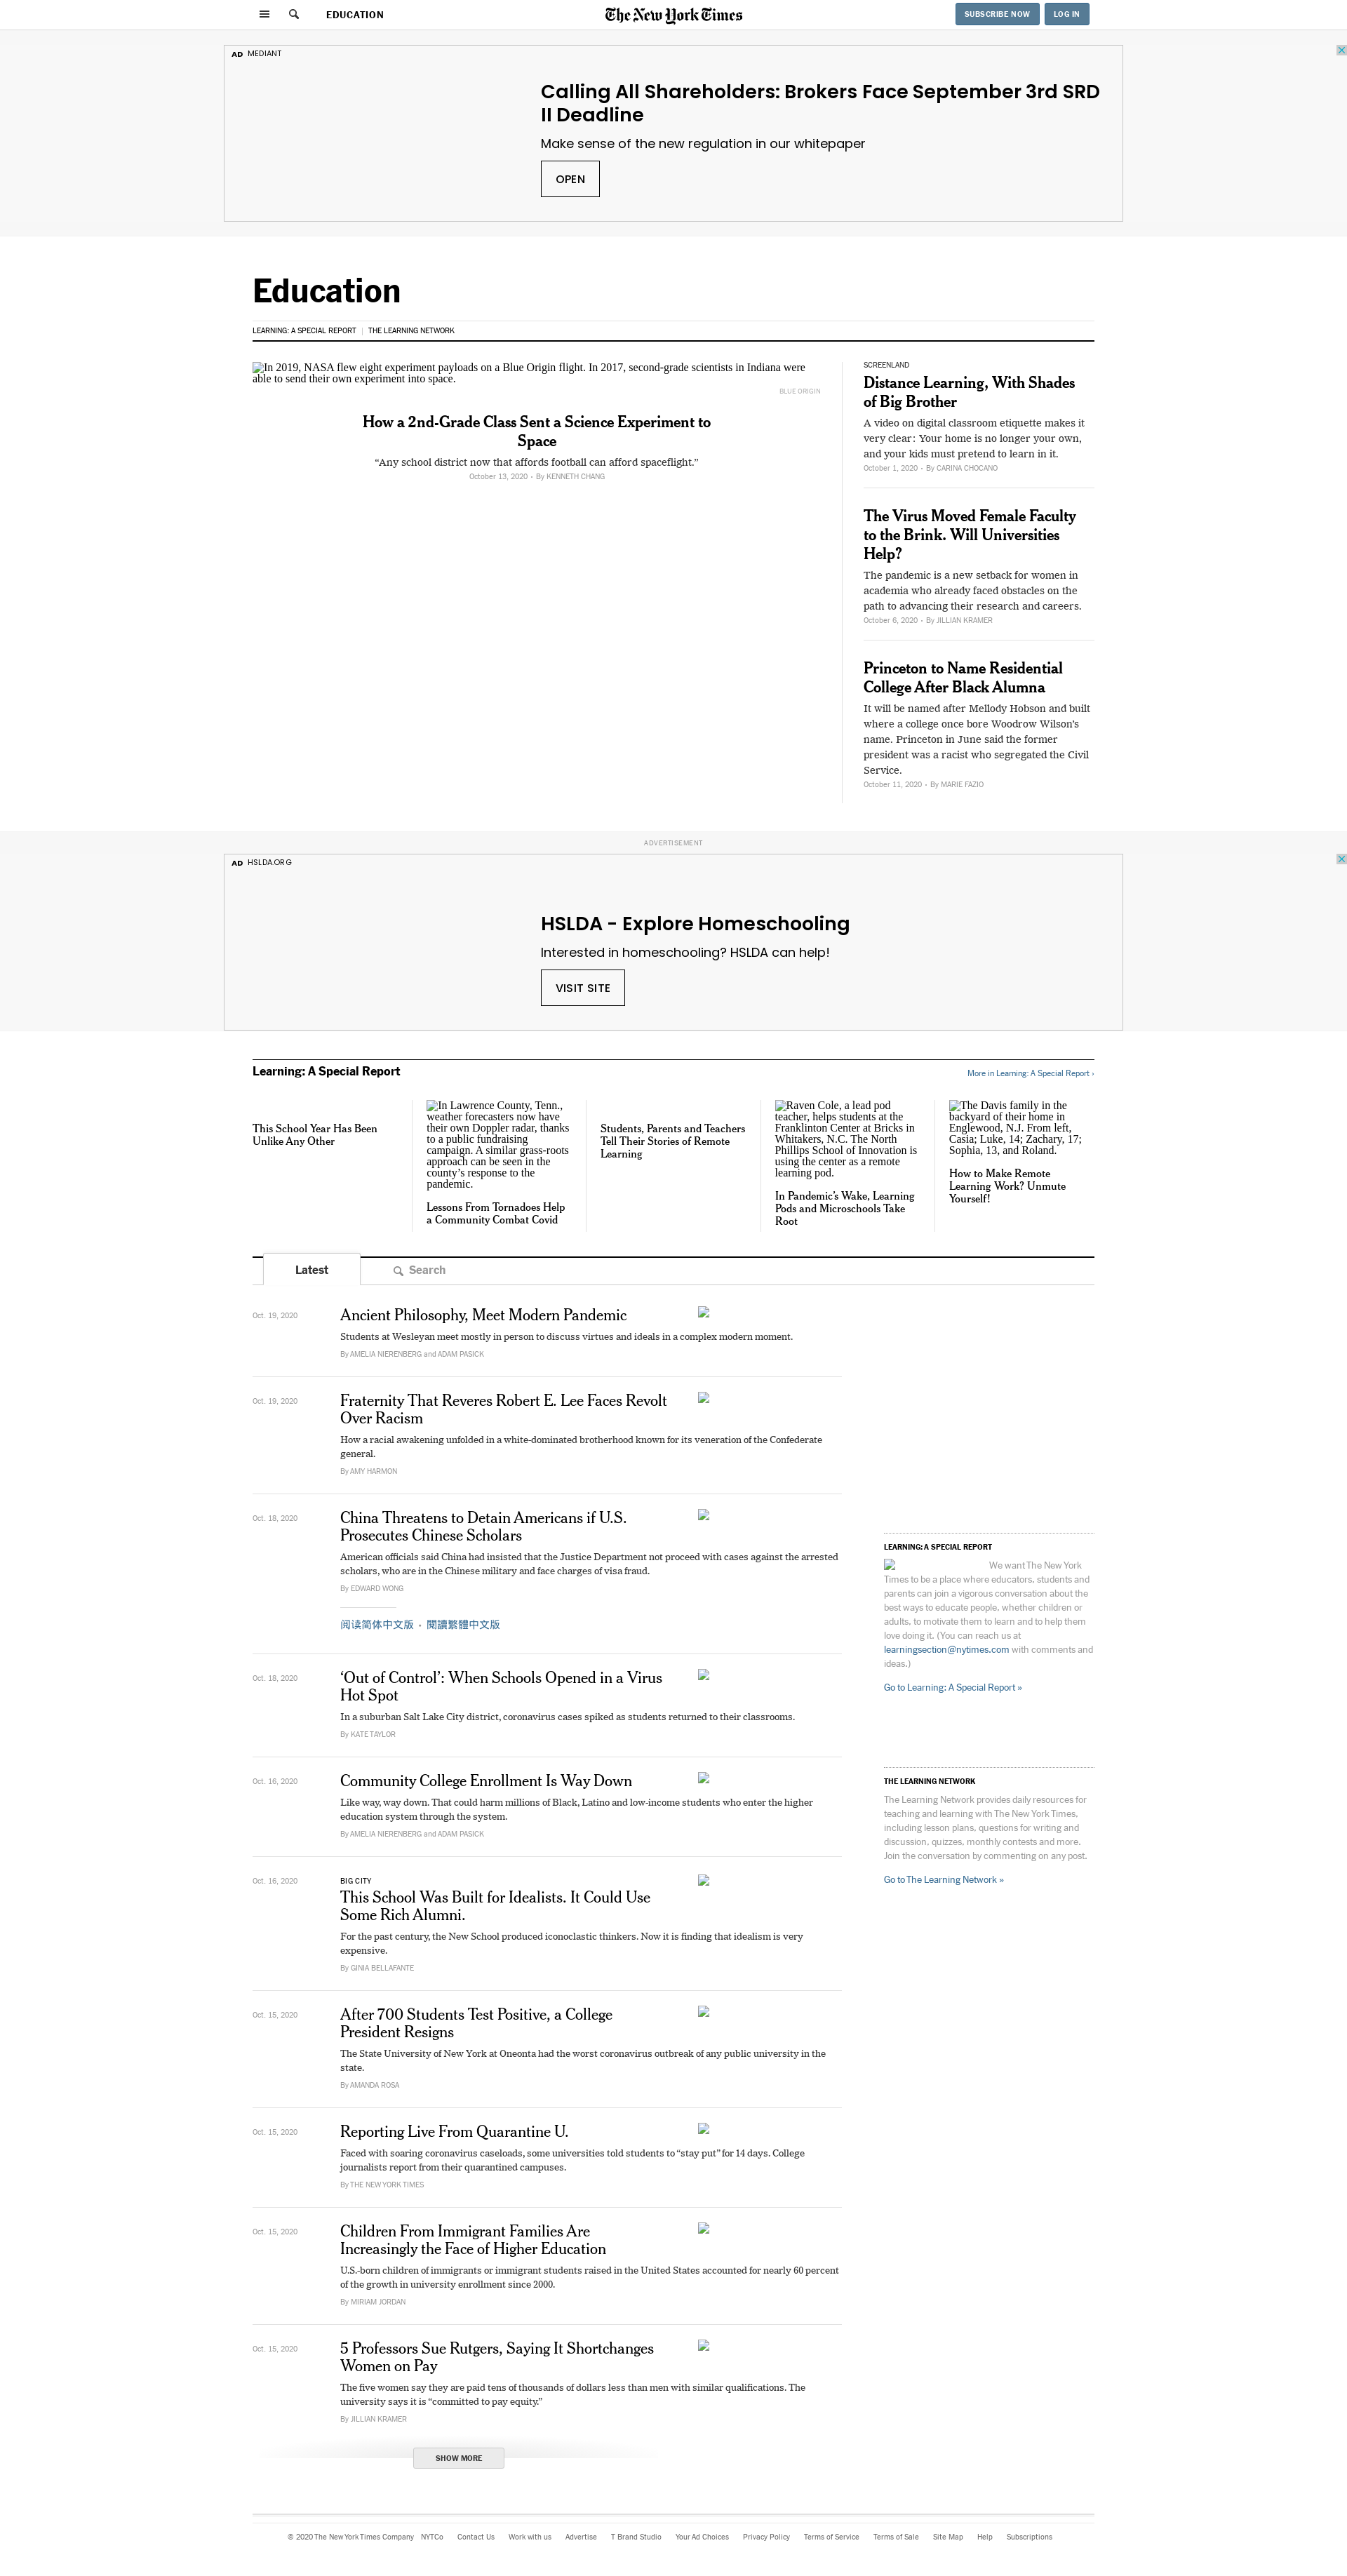 EDUCATION
The New York Times
SUBSCRIBE NOW
LOG IN
AD MEDIANT
Calling All Shareholders: Brokers Face September 3rd SRD
II Deadline
Make sense of the new regulation in our whitepaper
OPEN
Education
LEARNING: A SPECIAL REPORT | THE LEARNING NETWORK
In 2019, NASA flew eight experiment payloads on a Blue Origin flight. In 2017, second-grade scientists in Indiana were
able to send their own experiment into space.
BLUE ORIGIN
How a 2nd-Grade Class Sent a Science Experiment to
Space
“Any school district now that affords football can afford spaceflight.”
October 13, 2020 - By KENNETH CHANG
SCREENLAND
Distance Learning, With Shades
of Big Brother
A video on digital classroom etiquette makes it
very clear: Your home is no longer your own,
and your kids must pretend to learn in it.
October 1, 2020 - By CARINA CHOCANO
The Virus Moved Female Faculty
to the Brink. Will Universities
Help?
The pandemic is a new setback for women in
academia who already faced obstacles on the
path to advancing their research and careers.
October 6, 2020 - By JILLIAN KRAMER
Princeton to Name Residential
College After Black Alumna
It will be named after Mellody Hobson and built
where a college once bore Woodrow Wilson’s
name. Princeton in June said the former
president was a racist who segregated the Civil
Service.
October 11, 2020 - By MARIE FAZIO
ADVERTISEMENT
AD HSLDA.ORG
HSLDA - Explore Homeschooling
Interested in homeschooling? HSLDA can help!
VISIT SITE
Learning: A Special Report
More in Learning: A Special Report ›
This School Year Has Been
Unlike Any Other
In Lawrence County, Tenn.,
weather forecasters now have
their own Doppler radar, thanks
to a public fundraising
campaign. A similar grass-roots
approach can be seen in the
county’s response to the
pandemic.
Lessons From Tornadoes Help
a Community Combat Covid
Students, Parents and Teachers
Tell Their Stories of Remote
Learning
Raven Cole, a lead pod
teacher, helps students at the
Franklinton Center at Bricks in
Whitakers, N.C. The North
Phillips School of Innovation is
using the center as a remote
learning pod.
In Pandemic’s Wake, Learning
Pods and Microschools Take
Root
The Davis family in the
backyard of their home in
Englewood, N.J. From left,
Casia; Luke, 14; Zachary, 17;
Sophia, 13, and Roland.
How to Make Remote
Learning Work? Unmute
Yourself!
Latest
Search
Oct. 19, 2020
Ancient Philosophy, Meet Modern Pandemic
Students at Wesleyan meet mostly in person to discuss virtues and ideals in a complex modern moment.
By AMELIA NIERENBERG and ADAM PASICK
Oct. 19, 2020
Fraternity That Reveres Robert E. Lee Faces Revolt
Over Racism
How a racial awakening unfolded in a white-dominated brotherhood known for its veneration of the Confederate
general.
By AMY HARMON
Oct. 18, 2020
China Threatens to Detain Americans if U.S.
Prosecutes Chinese Scholars
American officials said China had insisted that the Justice Department not proceed with cases against the arrested
scholars, who are in the Chinese military and face charges of visa fraud.
By EDWARD WONG
阅读简体中文版 • 閱讀繁體中文版
Oct. 18, 2020
‘Out of Control’: When Schools Opened in a Virus
Hot Spot
In a suburban Salt Lake City district, coronavirus cases spiked as students returned to their classrooms.
By KATE TAYLOR
Oct. 16, 2020
Community College Enrollment Is Way Down
Like way, way down. That could harm millions of Black, Latino and low-income students who enter the higher
education system through the system.
By AMELIA NIERENBERG and ADAM PASICK
Oct. 16, 2020
BIG CITY
This School Was Built for Idealists. It Could Use
Some Rich Alumni.
For the past century, the New School produced iconoclastic thinkers. Now it is finding that idealism is very
expensive.
By GINIA BELLAFANTE
Oct. 15, 2020
After 700 Students Test Positive, a College
President Resigns
The State University of New York at Oneonta had the worst coronavirus outbreak of any public university in the
state.
By AMANDA ROSA
Oct. 15, 2020
Reporting Live From Quarantine U.
Faced with soaring coronavirus caseloads, some universities told students to “stay put” for 14 days. College
journalists report from their quarantined campuses.
By THE NEW YORK TIMES
Oct. 15, 2020
Children From Immigrant Families Are
Increasingly the Face of Higher Education
U.S.-born children of immigrants or immigrant students raised in the United States accounted for nearly 60 percent
of the growth in university enrollment since 2000.
By MIRIAM JORDAN
Oct. 15, 2020
5 Professors Sue Rutgers, Saying It Shortchanges
Women on Pay
The five women say they are paid tens of thousands of dollars less than men with similar qualifications. The
university says it is “committed to pay equity.”
By JILLIAN KRAMER
SHOW MORE
LEARNING: A SPECIAL REPORT
We want The New York
Times to be a place where educators, students and
parents can join a vigorous conversation about the
best ways to educate people, whether children or
adults, to motivate them to learn and to help them
love doing it. (You can reach us at
learningsection@nytimes.com with comments and
ideas.)
Go to Learning: A Special Report »
THE LEARNING NETWORK
The Learning Network provides daily resources for
teaching and learning with The New York Times,
including lesson plans, questions for writing and
discussion, quizzes, monthly contests and more.
Join the conversation by commenting on any post.
Go to The Learning Network »
© 2020 The New York Times Company NYTCo Contact Us Work with us Advertise T Brand Studio Your Ad Choices Privacy Policy Terms of Service Terms of Sale Site Map Help Subscriptions